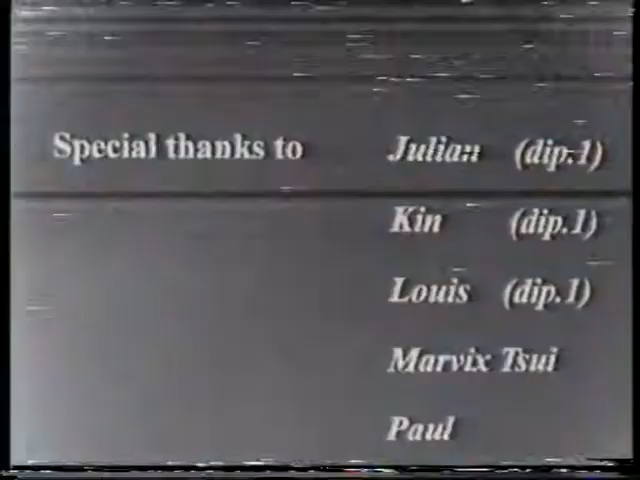 Special thanks to Julian (dip.1)
Kin (dip.1)
Louis (dip.1)
Marvix Tsui
Paul